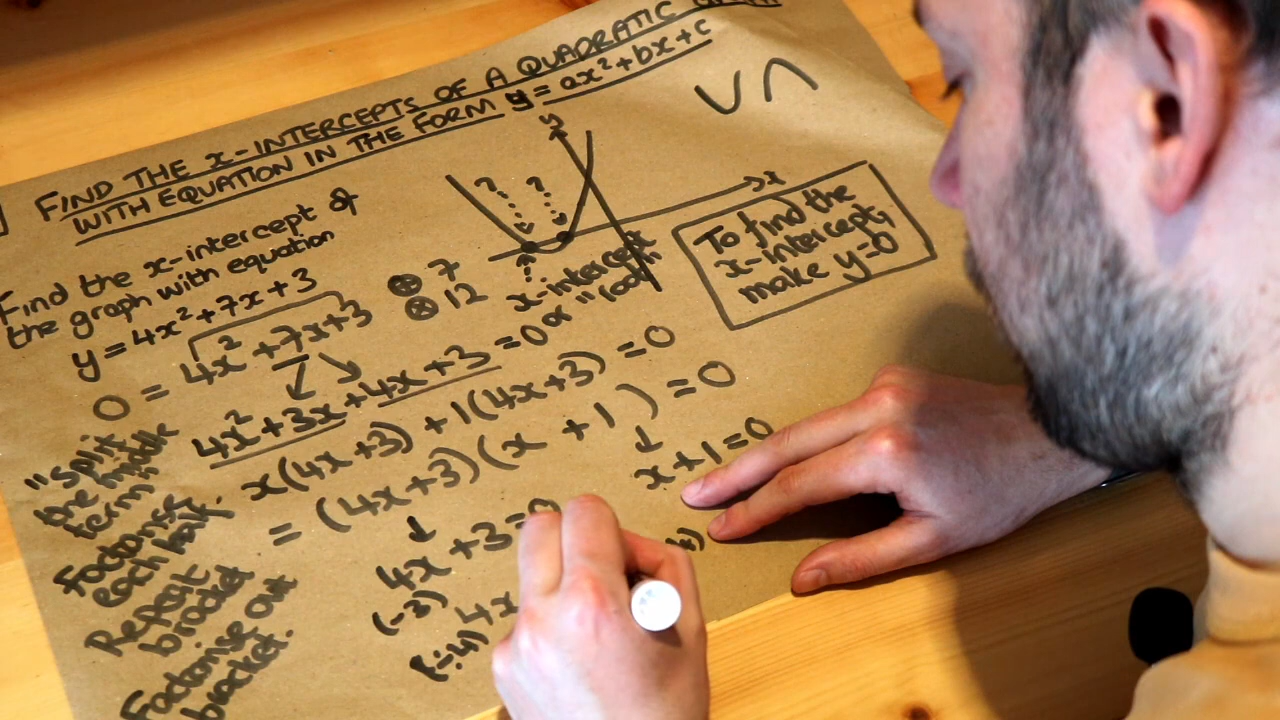 FIND THE x-INTERCEPTS OF A QUADRATIC
WITH EQUATION IN THE FORM y = ax²+bx+c
Find the x-intercept of
the graph with equation
y = 4x²+7x+3
0 = 4x²+7x+3
⊕ 7
⊗ 12
4x²+3x+4x+3=0
x(4x+3)+1(4x+3)=0
= (4x+3)(x+1)=0
4x+3=0
(-3) 4x
(÷4)
x+1=0
y
x
? ?
?
x-intercept
or "root"
To find the
x-intercept,
make y=0
"split
the middle
term"
Factorise
each half.
Repeat
bracket
Factorise out
bracket.